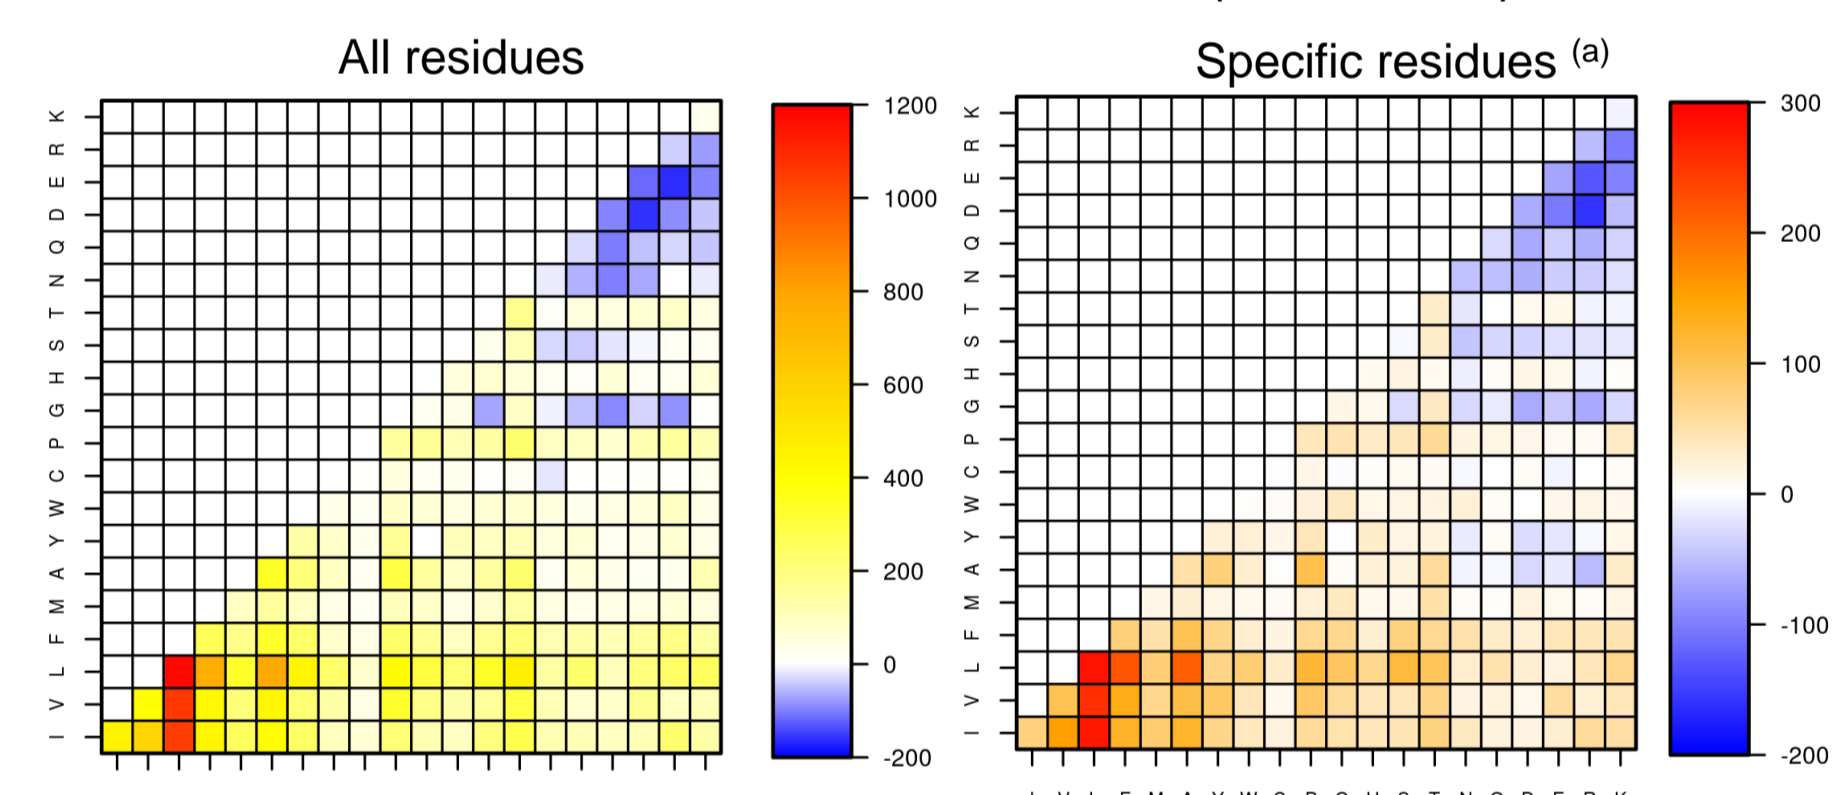 All residues
Specific residues (a)
K
R
E
D
Q
N
T
S
H
G
P
C
W
Y
A
M
F
L
V
I
1200
1000
800
600
400
200
0
-200
K
R
E
D
Q
N
T
S
H
G
P
C
W
Y
A
M
F
L
V
I
300
200
100
0
-100
-200